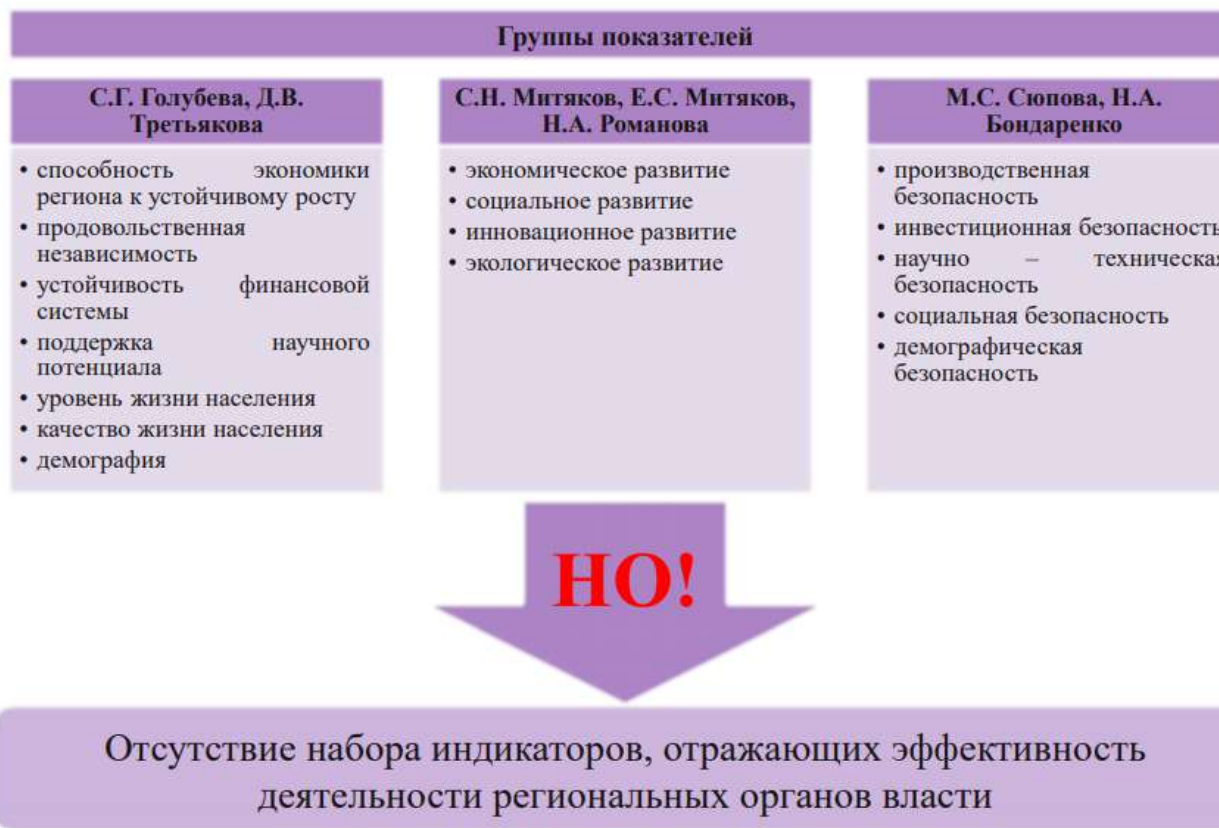 Группы показателей
С.Г. Голубева, Д.В.
Третьякова
• способность экономики
региона к устойчивому росту
• продовольственная
независимость
• устойчивость финансовой
системы
• поддержка научного
потенциала
• уровень жизни населения
• качество жизни населения
• демография
С.Н. Митяков, Е.С. Митяков,
Н.А. Романова
• экономическое развитие
• социальное развитие
• инновационное развитие
• экологическое развитие
М.С. Сюпова, Н.А.
Бондаренко
• производственная
безопасность
• инвестиционная безопасность
• научно – техническая
безопасность
• социальная безопасность
• демографическая
безопасность
НО!
Отсутствие набора индикаторов, отражающих эффективность
деятельности региональных органов власти